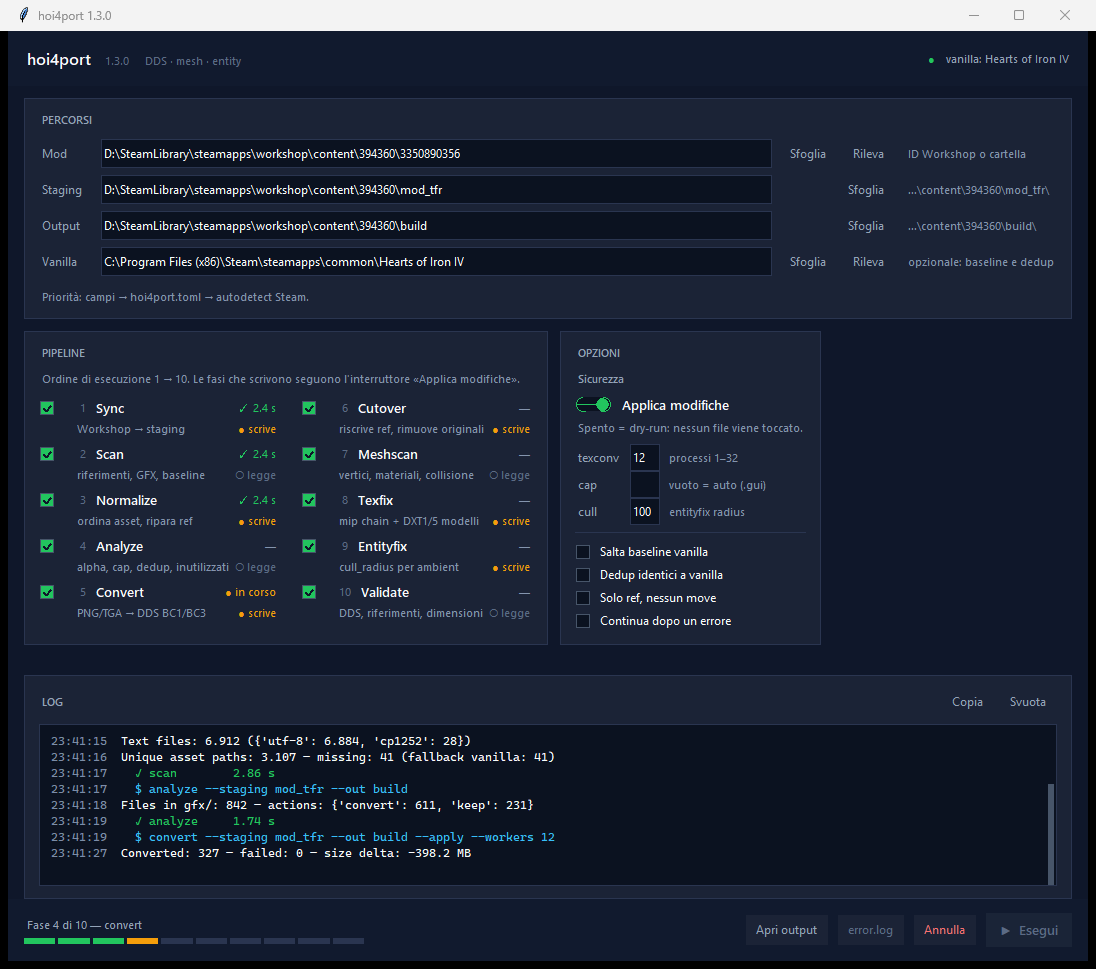 hoi4port 1.3.0
hoi4port 1.3.0 DDS · mesh · entity
● vanilla: Hearts of Iron IV
PERCORSI
Mod D:\SteamLibrary\steamapps\workshop\content\394360\3350890356 Sfoglia Rileva ID Workshop o cartella
Staging D:\SteamLibrary\steamapps\workshop\content\394360\mod_tfr Sfoglia ...\content\394360\mod_tfr\
Output D:\SteamLibrary\steamapps\workshop\content\394360\build Sfoglia ...\content\394360\build\
Vanilla C:\Program Files (x86)\Steam\steamapps\common\Hearts of Iron IV Sfoglia Rileva opzionale: baseline e dedup
Priorità: campi → hoi4port.toml → autodetect Steam.
PIPELINE
Ordine di esecuzione 1 → 10. Le fasi che scrivono seguono l'interruttore «Applica modifiche».
1 Sync ✓ 2.4 s
Workshop → staging ● scrive
2 Scan ✓ 2.4 s
riferimenti, GFX, baseline ○ legge
3 Normalize ✓ 2.4 s
ordina asset, ripara ref ● scrive
4 Analyze —
alpha, cap, dedup, inutilizzati ○ legge
5 Convert ● in corso
PNG/TGA → DDS BC1/BC3 ● scrive
6 Cutover —
riscrive ref, rimuove originali ● scrive
7 Meshscan —
vertici, materiali, collisione ○ legge
8 Texfix —
mip chain + DXT1/5 modelli ● scrive
9 Entityfix —
cull_radius per ambient ● scrive
10 Validate —
DDS, riferimenti, dimensioni ○ legge
OPZIONI
Sicurezza
Applica modifiche
Spento = dry-run: nessun file viene toccato.
texconv 12 processi 1–32
cap vuoto = auto (.gui)
cull 100 entityfix radius
Salta baseline vanilla
Dedup identici a vanilla
Solo ref, nessun move
Continua dopo un errore
LOG
Copia Svuota
23:41:15 Text files: 6.912 ({'utf-8': 6.884, 'cp1252': 28})
23:41:16 Unique asset paths: 3.107 — missing: 41 (fallback vanilla: 41)
23:41:17 ✓ scan 2.86 s
23:41:17 $ analyze --staging mod_tfr --out build
23:41:18 Files in gfx/: 842 — actions: {'convert': 611, 'keep': 231}
23:41:19 ✓ analyze 1.74 s
23:41:19 $ convert --staging mod_tfr --out build --apply --workers 12
23:41:27 Converted: 327 — failed: 0 — size delta: −398.2 MB
Fase 4 di 10 — convert
Apri output error.log Annulla ▶ Esegui